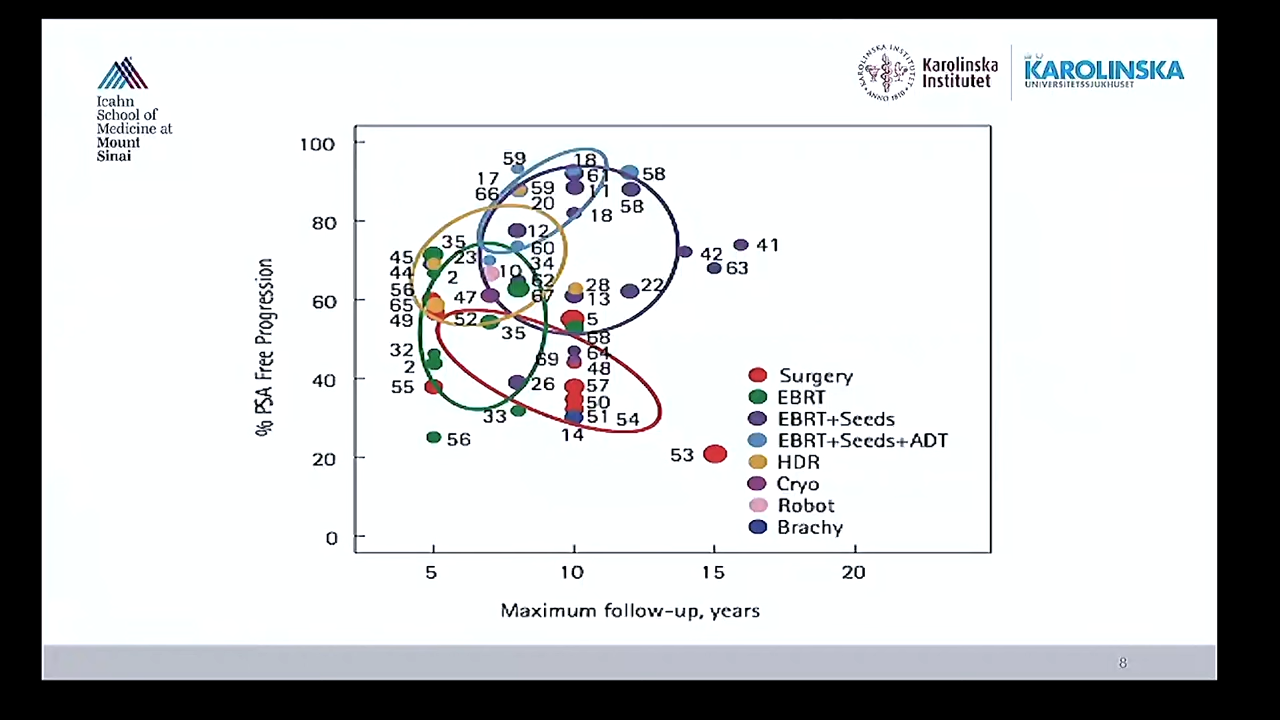 Icahn
School of
Medicine at
Mount
Sinai
KAROLINSKA INSTITUTET
ANNO 1810
Karolinska
Institutet
KAROLINSKA
UNIVERSITETSSJUKHUSET
% PSA Free Progression
100
80
60
40
20
0
59
18
17
61
58
66
59
11
20
18
58
12
35
60
42
41
45
23
34
63
44
2
10
62
56
47
67
28
22
65
13
49
52
35
5
68
32
69
64
2
48
55
26
57
50
33
51
54
14
56
53
Surgery
EBRT
EBRT+Seeds
EBRT+Seeds+ADT
HDR
Cryo
Robot
Brachy
5
10
15
20
Maximum follow-up, years
8